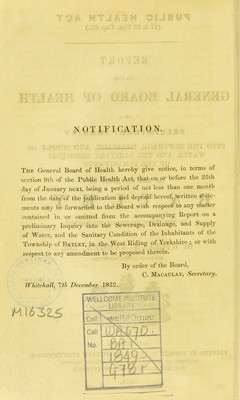 NOTIFICATION.
THE General Board of Health hereby give notice, in terms of
section 9th of the Public Health Act, that on or before the 25th
day of January next, being a period of not less than one month
from the date of the publication and deposit hereof, written
ments may be forwarded to the Board with respect to any matter
contained in or omitted from the accompanying Report on a
preliminary Inquiry into the Sewerage, Drainage, and Supply
of Water, and the Sanitary Condition of the Inhabitants of the
Township of BATLEY, in the West Riding of Yorkshire; or with
respect to any amendment to be proposed therein.
By order of the Board,
C. MACAULAY, Secretary.
Whitehall, 7th December 1852.
M16325
WELLCOME INSTITUTE
LIBRARY
Coll. welMOmec
Call WA670
No. BA1
1849-
G78r